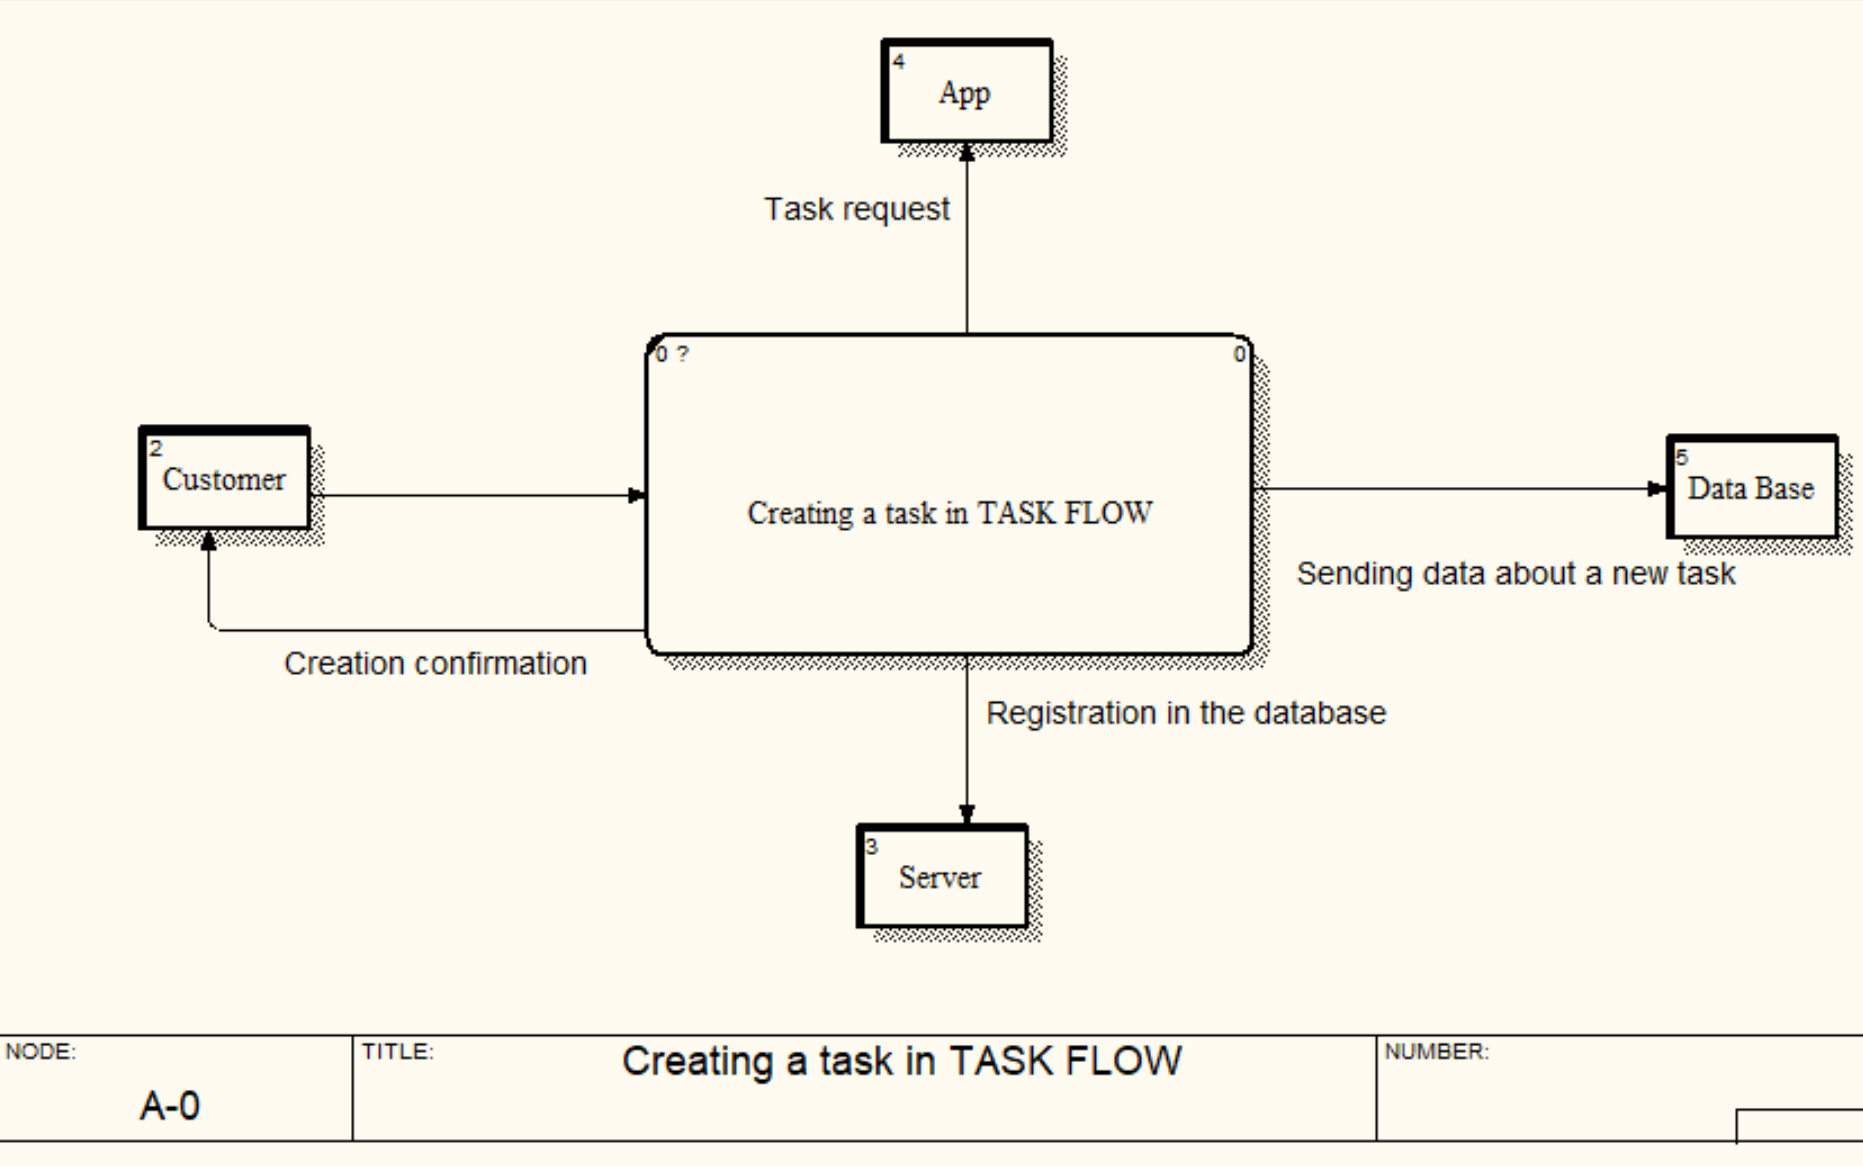 4
App
Task request
0 ?
0
2
Customer
Creating a task in TASK FLOW
5
Data Base
Sending data about a new task
Creation confirmation
Registration in the database
3
Server
NODE:
A-0
TITLE:
Creating a task in TASK FLOW
NUMBER: